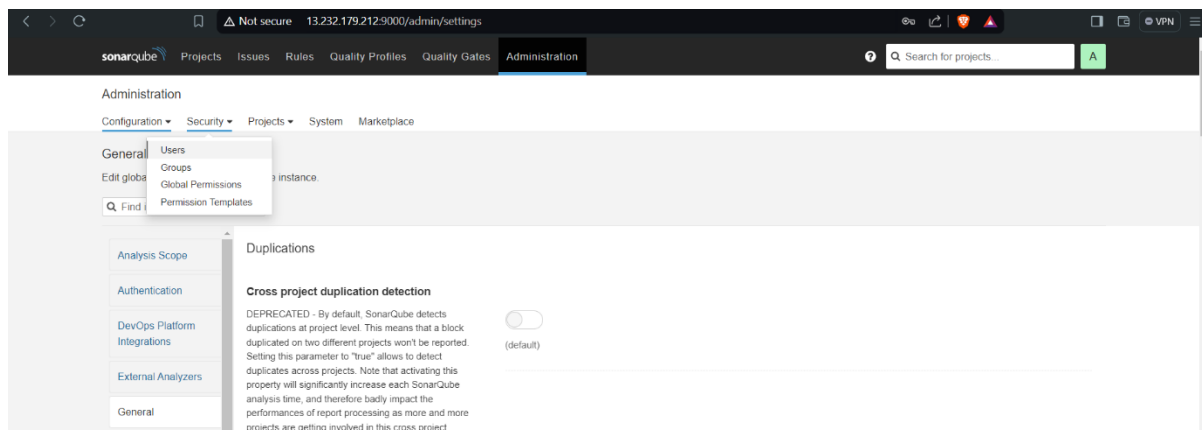 Not secure 13.232.179.212:9000/admin/settings VPN
sonarqube Projects Issues Rules Quality Profiles Quality Gates Administration ? Search for projects... A
Administration
Configuration Security Projects System Marketplace
General
Users
Groups
Edit globa
instance.
Global Permissions
Permission Templates
Find i
Analysis Scope
Authentication
DevOps Platform
Integrations
External Analyzers
General
Duplications
Cross project duplication detection
DEPRECATED - By default, SonarQube detects
duplications at project level. This means that a block
duplicated on two different projects won't be reported.
Setting this parameter to "true" allows to detect
duplicates across projects. Note that activating this
property will significantly increase each SonarQube
analysis time, and therefore badly impact the
performances of report processing as more and more
projects are getting involved in this cross project
(default)